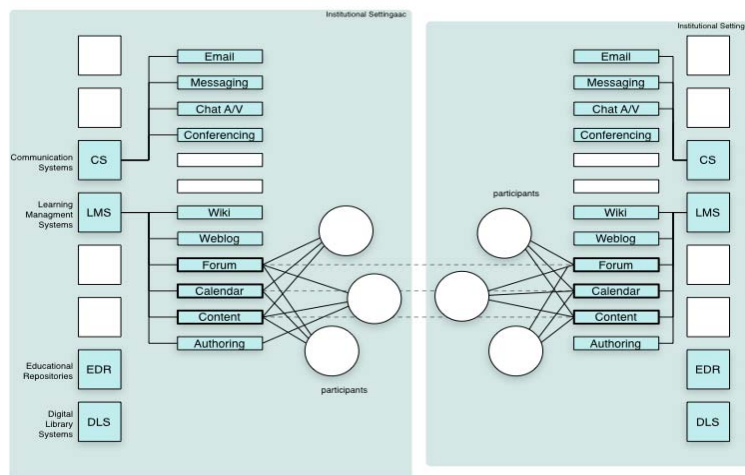 Institutional Settingaac
Email
Messaging
Chat A/V
Conferencing
Communication
Systems
CS
Learning
Managment
Systems
LMS
Wiki
Weblog
Forum
Calendar
Content
Authoring
Educational
Repositories
EDR
Digital
Library
Systems
DLS
participants
Institutional Setting
Email
Messaging
Chat A/V
Conferencing
CS
participants
Wiki
LMS
Weblog
Forum
Calendar
Content
Authoring
EDR
DLS